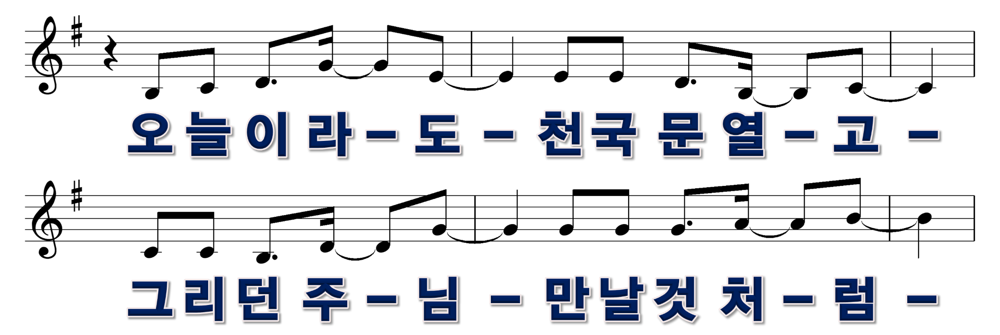 오늘이 라 - 도 - 천국 문 열 - 고 -
그리던 주 - 님 - 만날것 처 - 럼 -